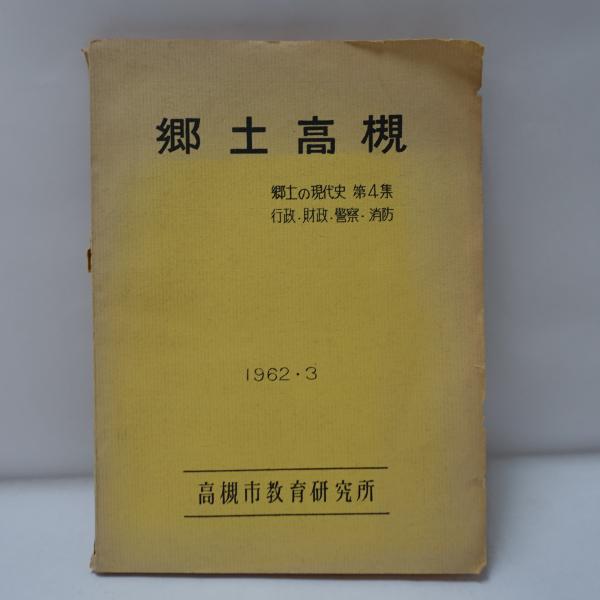 郷土高槻
郷土の現代史 第4集
行政・財政・警察・消防
1962・3
高槻市教育研究所